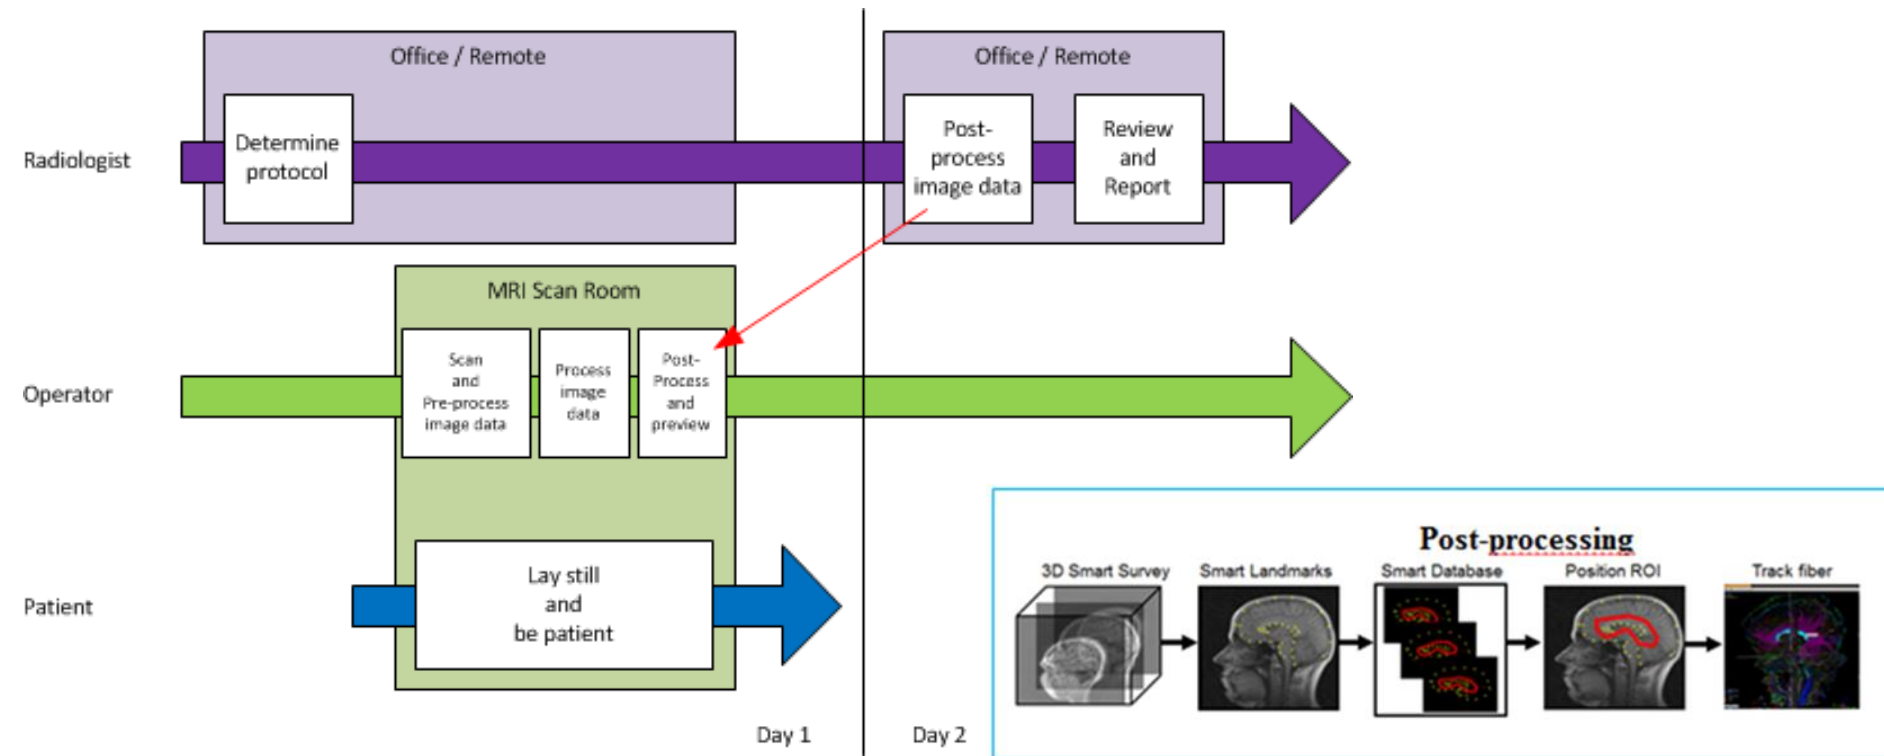 Office / Remote
Office / Remote
Radiologist
Determine
protocol
Post-
process
image data
Review
and
Report
MRI Scan Room
Operator
Scan
and
Pre-process
image data
Process
image
data
Post-
Process
and
preview
Patient
Lay still
and
be patient
Day 1
Day 2
Post-processing
3D Smart Survey
Smart Landmarks
Smart Database
Position ROI
Track fiber